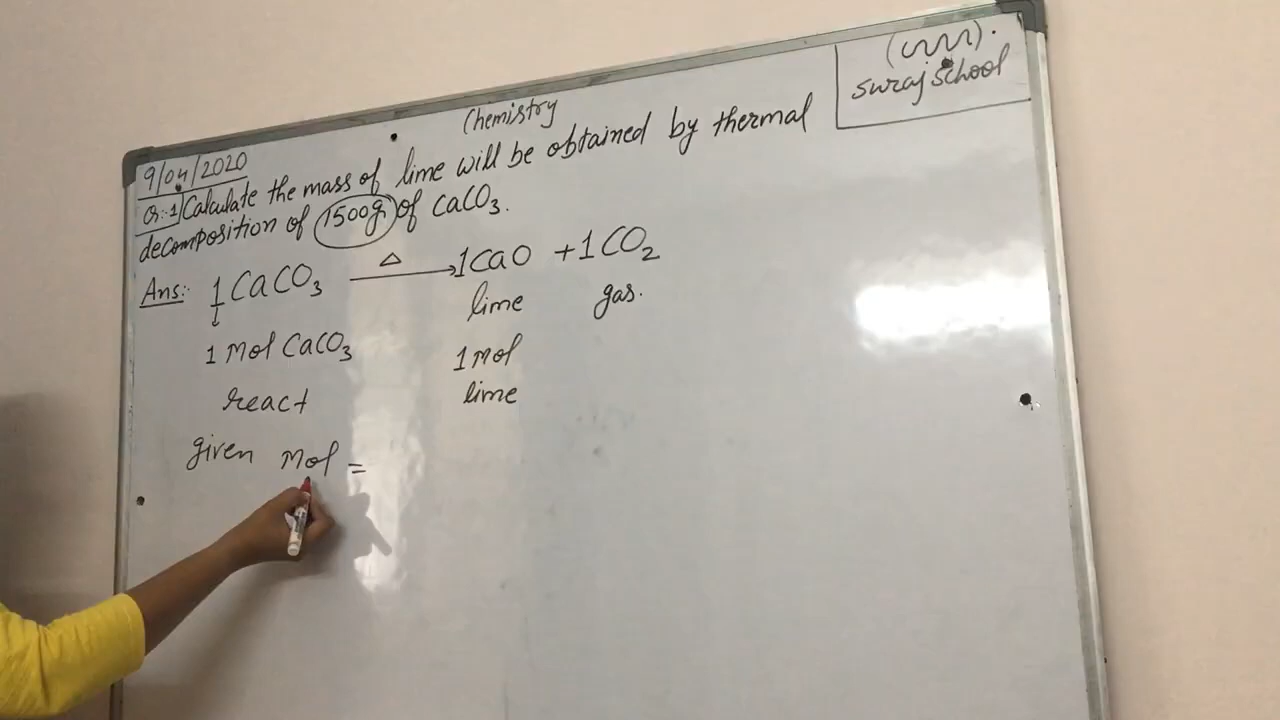 Chemistry
(vvv).
suraj school
9/04/2020
Q:-1 Calculate the mass of lime will be obtained by thermal
decomposition of 1500g of CaCO₃.
Ans:- 1 CaCO₃ —Δ→ 1CaO + 1CO₂
lime gas.
1 Mol CaCO₃ 1 Mol
react lime
given Mol =